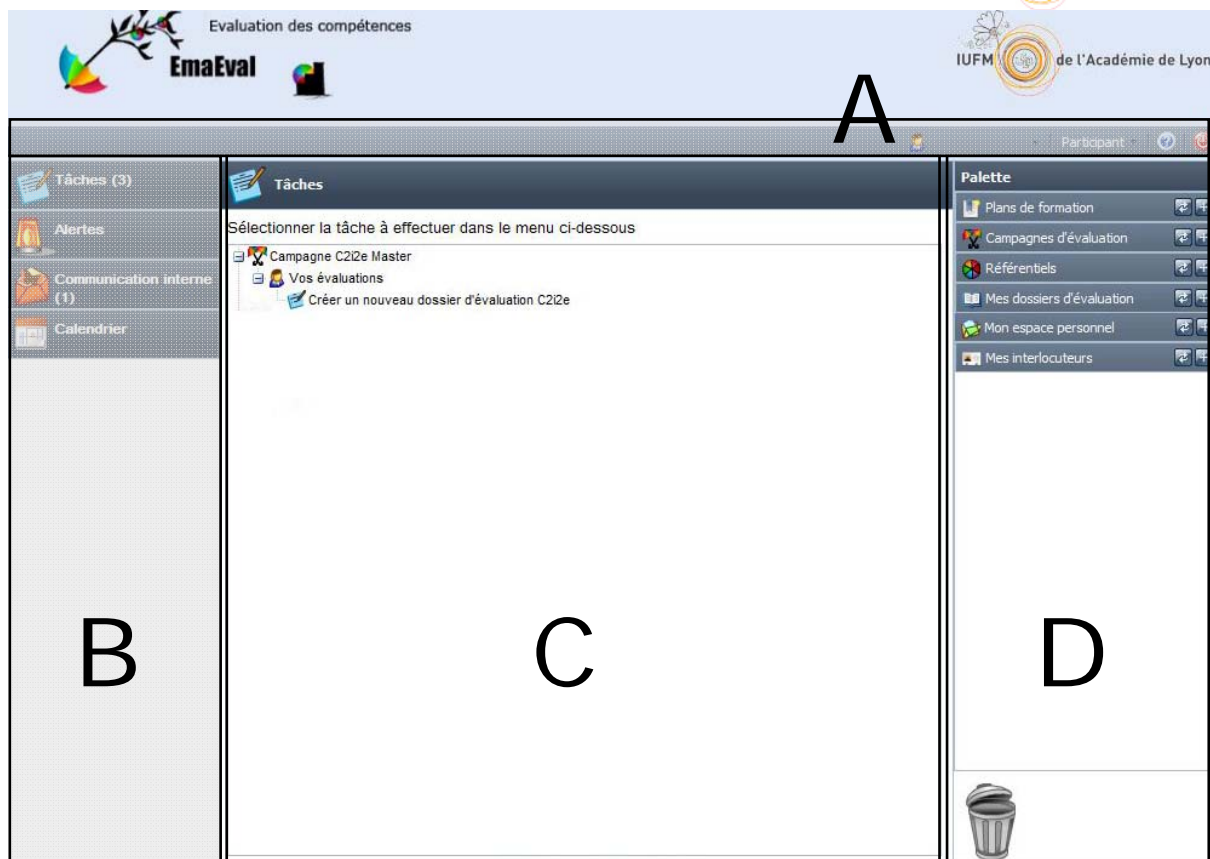 Evaluation des compétences
EmaEval
IUFM de l'Académie de Lyon
A
Participant
Tâches (3)
Alertes
Communication interne
(1)
Calendrier
Tâches
Sélectionner la tâche à effectuer dans le menu ci-dessous
Campagne C2i2e Master
Vos évaluations
Créer un nouveau dossier d'évaluation C2i2e
Palette
Plans de formation
Campagnes d'évaluation
Référentiels
Mes dossiers d'évaluation
Mon espace personnel
Mes interlocuteurs
B
C
D